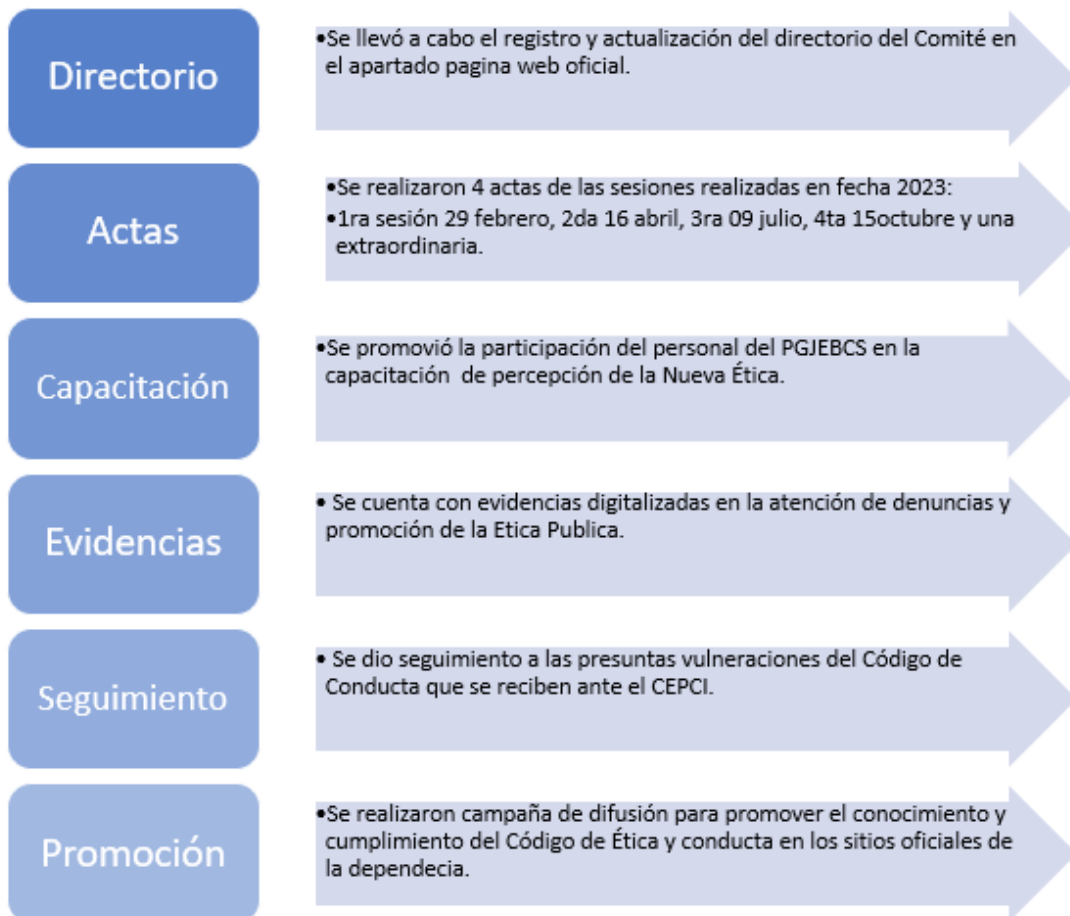 Directorio
•Se llevó a cabo el registro y actualización del directorio del Comité en
el apartado pagina web oficial.
Actas
•Se realizaron 4 actas de las sesiones realizadas en fecha 2023:
•1ra sesión 29 febrero, 2da 16 abril, 3ra 09 julio, 4ta 15octubre y una
extraordinaria.
Capacitación
•Se promovió la participación del personal del PGJEBCS en la
capacitación de percepción de la Nueva Ética.
Evidencias
• Se cuenta con evidencias digitalizadas en la atención de denuncias y
promoción de la Etica Publica.
Seguimiento
• Se dio seguimiento a las presuntas vulneraciones del Código de
Conducta que se reciben ante el CEPCI.
Promoción
•Se realizaron campaña de difusión para promover el conocimiento y
cumplimiento del Código de Ética y conducta en los sitios oficiales de
la dependecia.